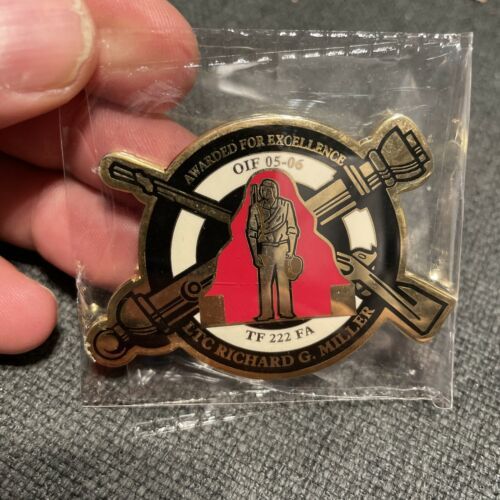 AWARDED FOR EXCELLENCE
OIF 05-06
TF 222 FA
LTC RICHARD G. MILLER